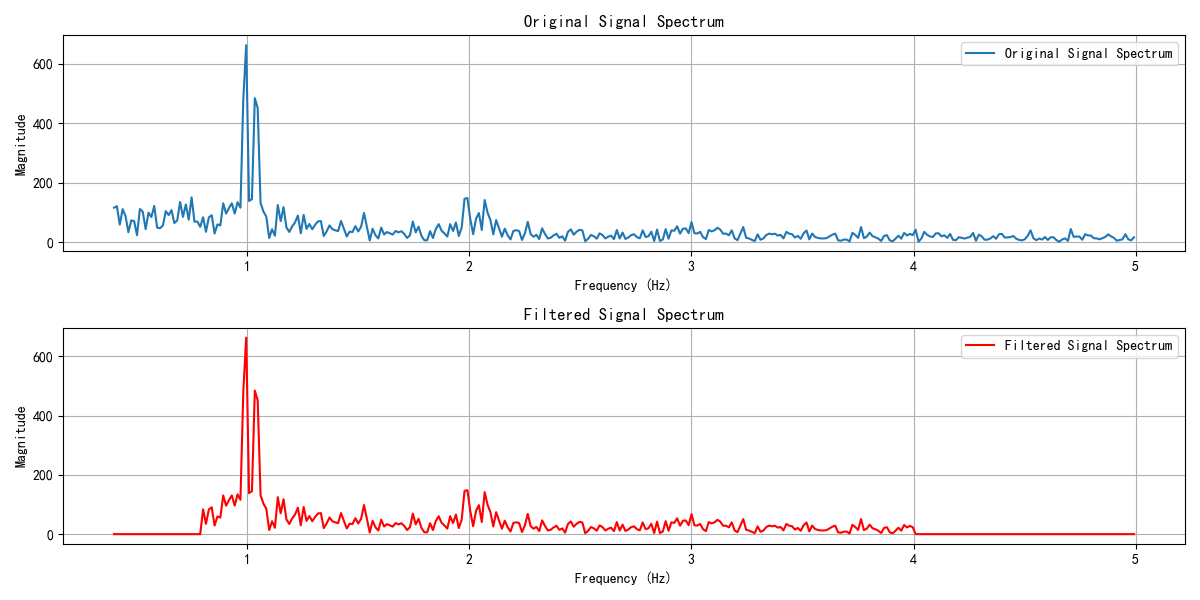 Original Signal Spectrum
Original Signal Spectrum
600
400
200
0
Magnitude
1 2 3 4 5
Frequency (Hz)
Filtered Signal Spectrum
Filtered Signal Spectrum
600
400
200
0
Magnitude
1 2 3 4 5
Frequency (Hz)